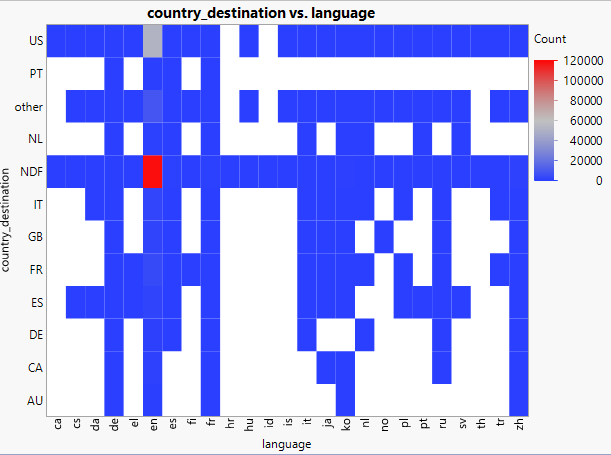 country_destination vs. language
Count
120000
100000
80000
60000
40000
20000
0
US
PT
other
NL
NDF
IT
GB
FR
ES
DE
CA
AU
country_destination
ca cs da de el en es fi fr hr hu id is it ja ko nl no pl pt ru sv th tr zh
language